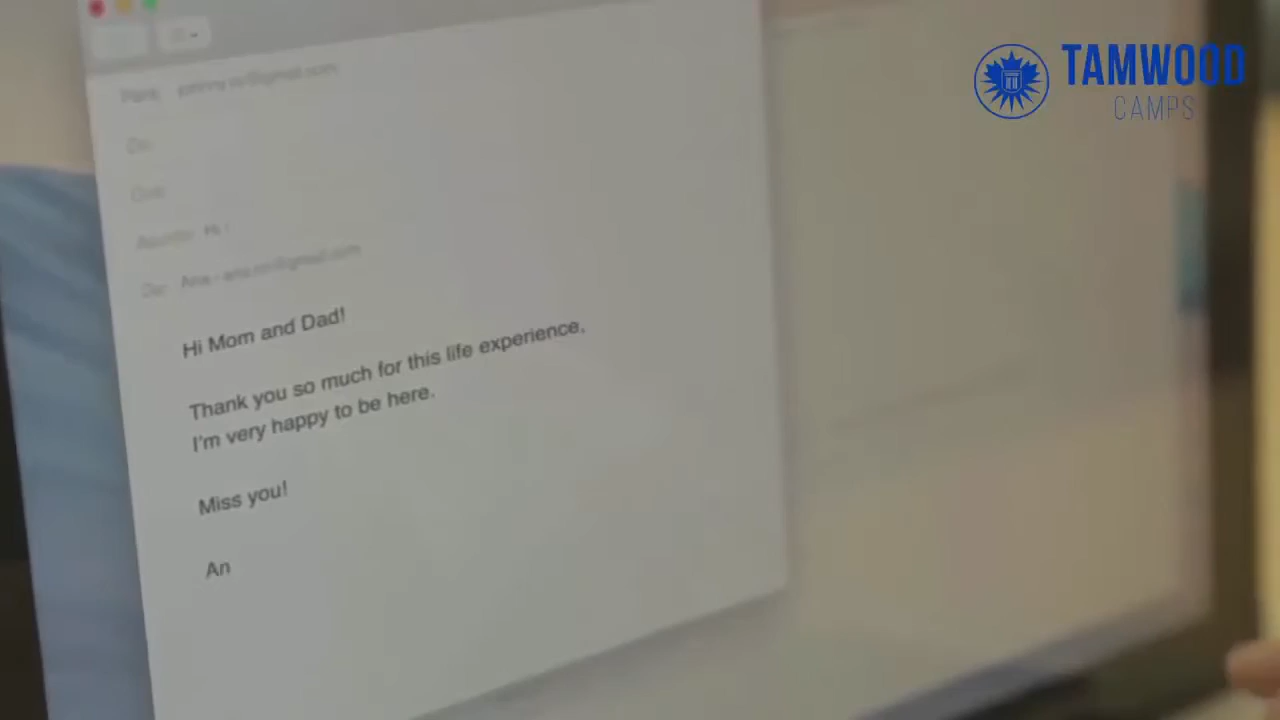 TAMWOOD
CAMPS
Hi !
Hi Mom and Dad!
Thank you so much for this life experience,
I'm very happy to be here.
Miss you!
An